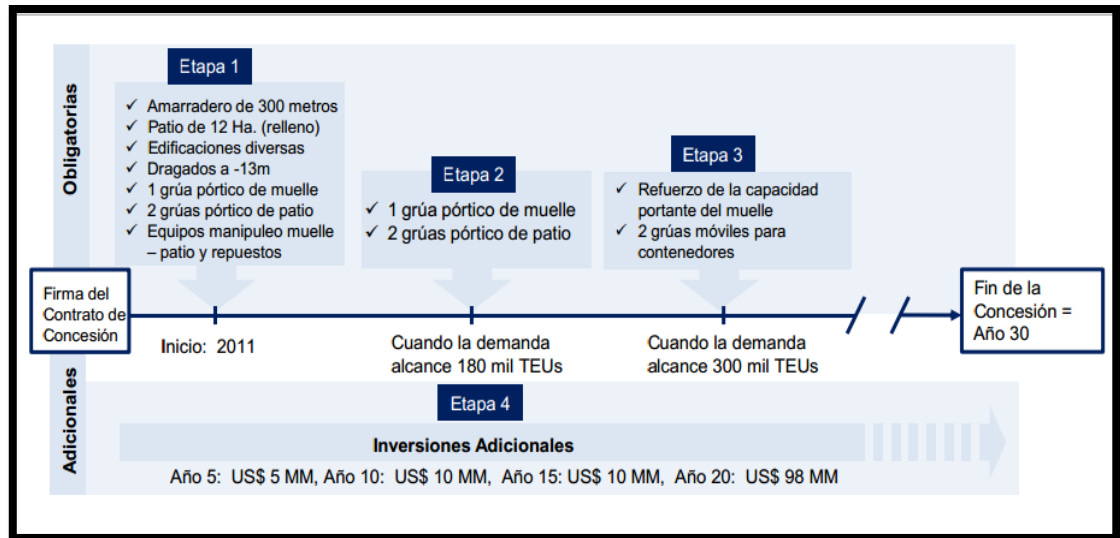 Obligatorias
Etapa 1
✓ Amarradero de 300 metros
✓ Patio de 12 Ha. (relleno)
✓ Edificaciones diversas
✓ Dragados a -13m
✓ 1 grúa pórtico de muelle
✓ 2 grúas pórtico de patio
✓ Equipos manipuleo muelle
– patio y repuestos
Etapa 2
✓ 1 grúa pórtico de muelle
✓ 2 grúas pórtico de patio
Etapa 3
✓ Refuerzo de la capacidad
portante del muelle
✓ 2 grúas móviles para
contenedores
Firma del
Contrato de
Concesión
Inicio: 2011
Cuando la demanda
alcance 180 mil TEUs
Cuando la demanda
alcance 300 mil TEUs
Fin de la
Concesión =
Año 30
Adicionales
Etapa 4
Inversiones Adicionales
Año 5: US$ 5 MM, Año 10: US$ 10 MM, Año 15: US$ 10 MM, Año 20: US$ 98 MM